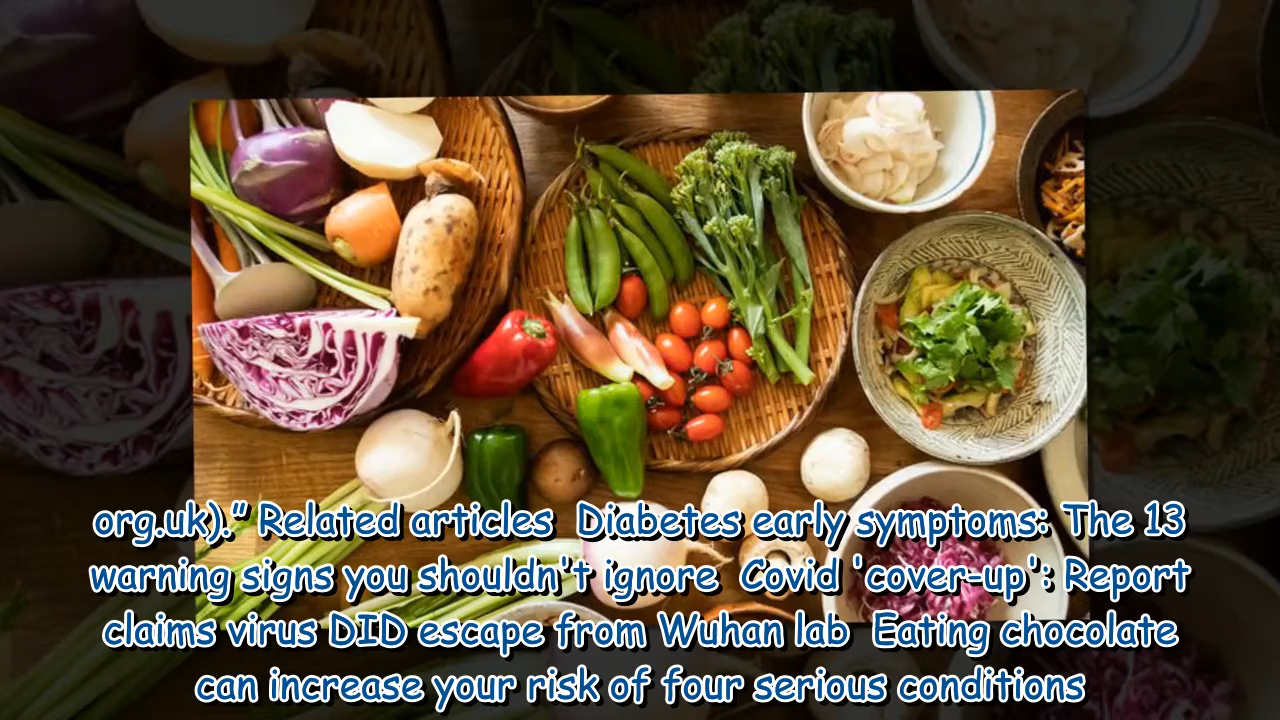 org.uk).” Related articles  Diabetes early symptoms: The 13
warning signs you shouldn't ignore  Covid 'cover-up': Report
claims virus DID escape from Wuhan lab  Eating chocolate
can increase your risk of four serious conditions